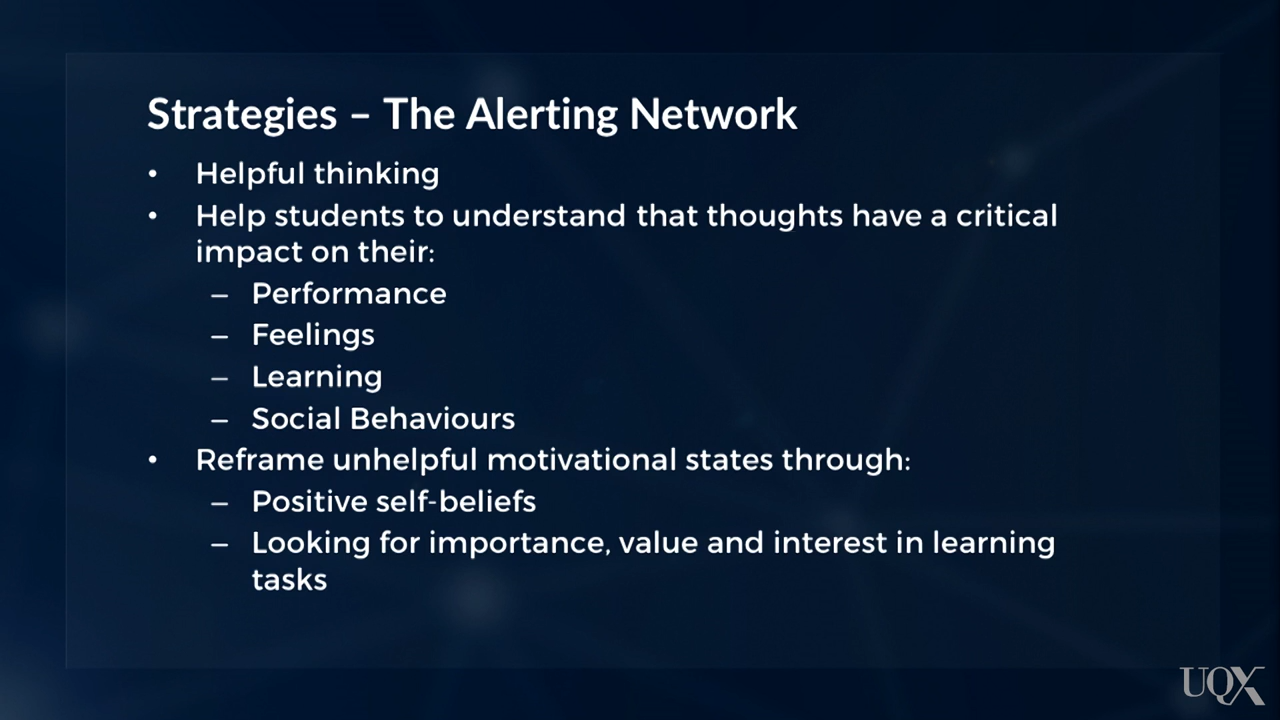 Strategies – The Alerting Network
• Helpful thinking
• Help students to understand that thoughts have a critical
impact on their:
– Performance
– Feelings
– Learning
– Social Behaviours
• Reframe unhelpful motivational states through:
– Positive self-beliefs
– Looking for importance, value and interest in learning
tasks
UQX